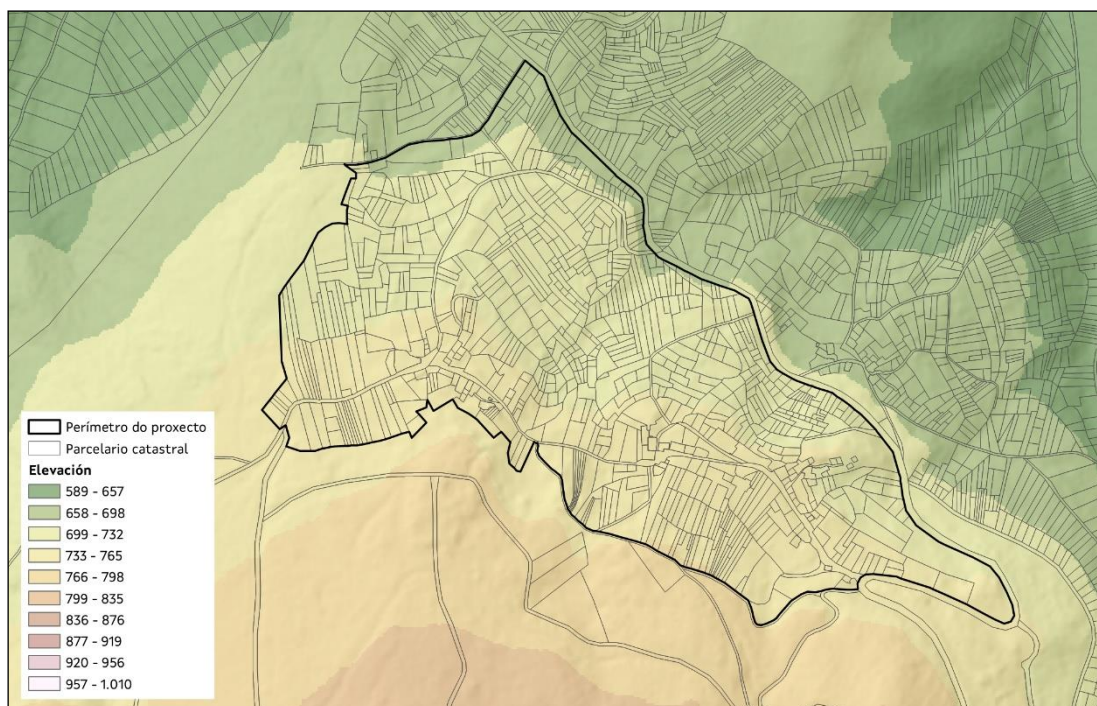 Perímetro do proxecto
Parcelario catastral
Elevación
589 - 657
658 - 698
699 - 732
733 - 765
766 - 798
799 - 835
836 - 876
877 - 919
920 - 956
957 - 1.010